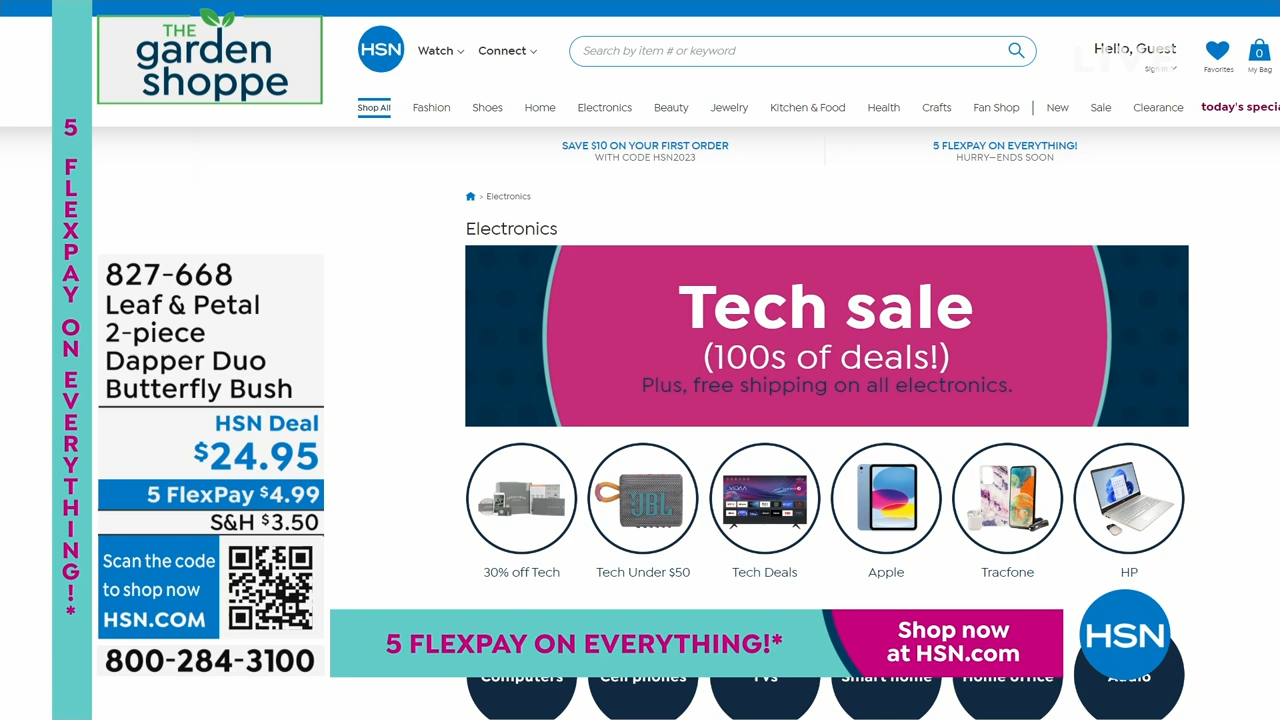 THE
garden
shoppe
5 FLEXPAY ON EVERYTHING!*
827-668
Leaf & Petal
2-piece
Dapper Duo
Butterfly Bush
HSN Deal
$24.95
5 FlexPay $4.99
S&H $3.50
Scan the code
to shop now
HSN.COM
800-284-3100
HSN
Watch
Connect
Search by item # or keyword
LIVE
Hello, Guest
Sign In
Favorites
0
My Bag
Shop All
Fashion
Shoes
Home
Electronics
Beauty
Jewelry
Kitchen & Food
Health
Crafts
Fan Shop
New
Sale
Clearance
today's specia
SAVE $10 ON YOUR FIRST ORDER
WITH CODE HSN2023
5 FLEXPAY ON EVERYTHING!
HURRY—ENDS SOON
> Electronics
Electronics
Tech sale
(100s of deals!)
Plus, free shipping on all electronics.
JBL
VIDAA
30% off Tech
Tech Under $50
Tech Deals
Apple
Tracfone
HP
5 FLEXPAY ON EVERYTHING!*
Shop now
at HSN.com
HSN
Computers
Cell phones
TVs
Smart home
Home office
Audio